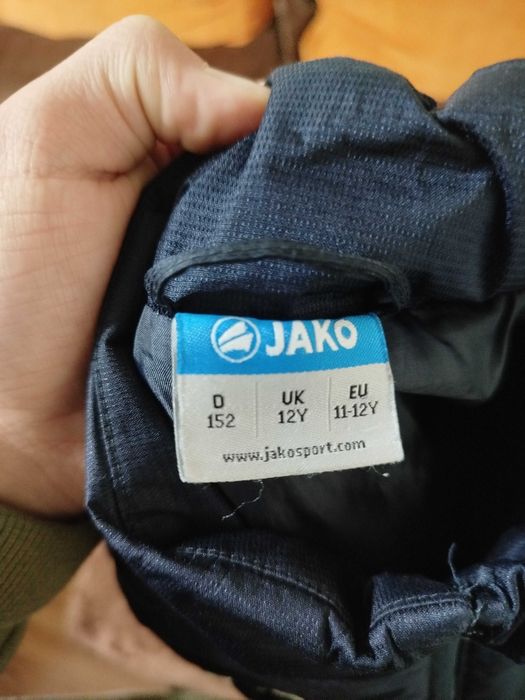 JAKO
D UK EU
152 12Y 11-12Y
www.jakosport.com